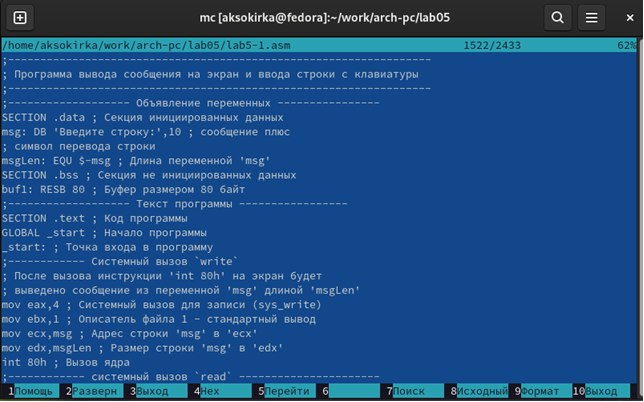 mc [aksokirka@fedora]:~/work/arch-pc/lab05
/home/aksokirka/work/arch-pc/lab05/lab5-1.asm 1522/2433 62%
;------------------------------------------------------------
; Программа вывода сообщения на экран и ввода строки с клавиатуры
;------------------------------------------------------------
;------------------- Объявление переменных ---------------
SECTION .data ; Секция инициированных данных
msg: DB 'Введите строку:',10 ; сообщение плюс
; символ перевода строки
msgLen: EQU $-msg ; Длина переменной 'msg'
SECTION .bss ; Секция не инициированных данных
buf1: RESB 80 ; Буфер размером 80 байт
;------------------- Текст программы -----------------
SECTION .text ; Код программы
GLOBAL _start ; Начало программы
_start: ; Точка входа в программу
;------------ Cистемный вызов `write`
; После вызова инструкции 'int 80h' на экран будет
; выведено сообщение из переменной 'msg' длиной 'msgLen'
mov eax,4 ; Системный вызов для записи (sys_write)
mov ebx,1 ; Описатель файла 1 - стандартный вывод
mov ecx,msg ; Адрес строки 'msg' в 'ecx'
mov edx,msgLen ; Размер строки 'msg' в 'edx'
int 80h ; Вызов ядра
;------------ системный вызов `read` ----------------------
1Помощь 2Разверн 3Выход 4Hex 5Перейти 6 7Поиск 8Исходный 9Формат 10Выход